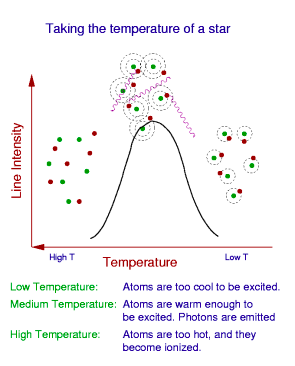 Taking the temperature of a star
Line Intensity
High T
Temperature
Low T
Low Temperature: Atoms are too cool to be excited.
Medium Temperature: Atoms are warm enough to
be excited. Photons are emitted
High Temperature: Atoms are too hot, and they
become ionized.